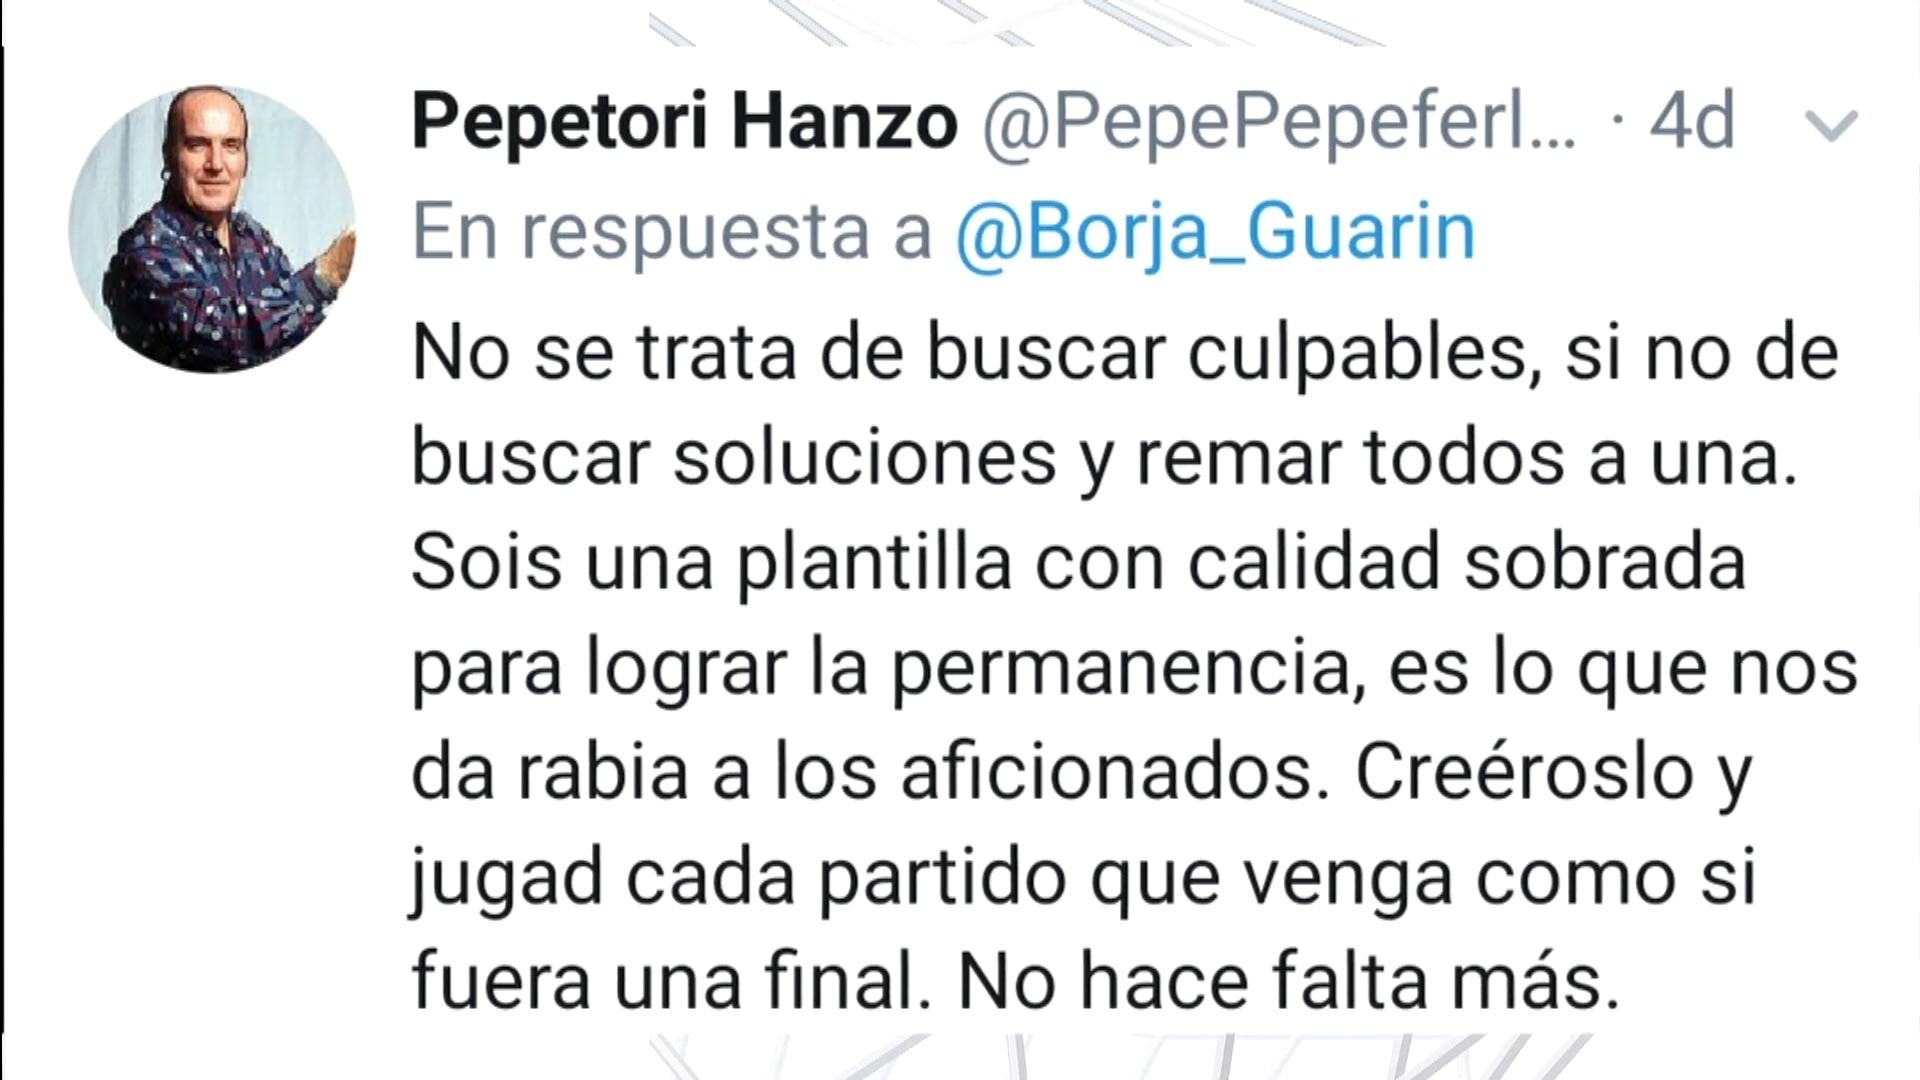 Pepetori Hanzo @PepePepeferl... · 4d
En respuesta a @Borja_Guarin
No se trata de buscar culpables, si no de
buscar soluciones y remar todos a una.
Sois una plantilla con calidad sobrada
para lograr la permanencia, es lo que nos
da rabia a los aficionados. Creéroslo y
jugad cada partido que venga como si
fuera una final. No hace falta más.